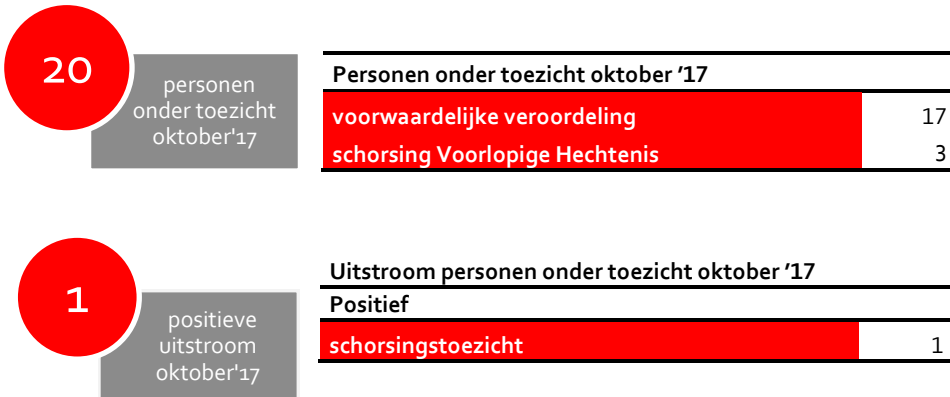 20
personen
onder toezicht
oktober'17
Personen onder toezicht oktober ’17
voorwaardelijke veroordeling 17
schorsing Voorlopige Hechtenis 3
1
positieve
uitstroom
oktober'17
Uitstroom personen onder toezicht oktober ’17
Positief
schorsingstoezicht 1